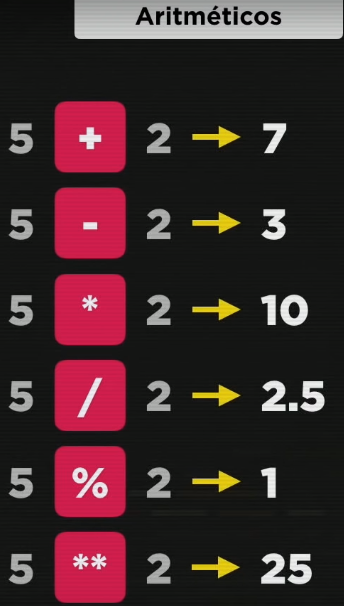 Aritméticos
5 + 2 → 7
5 - 2 → 3
5 * 2 → 10
5 / 2 → 2.5
5 % 2 → 1
5 ** 2 → 25